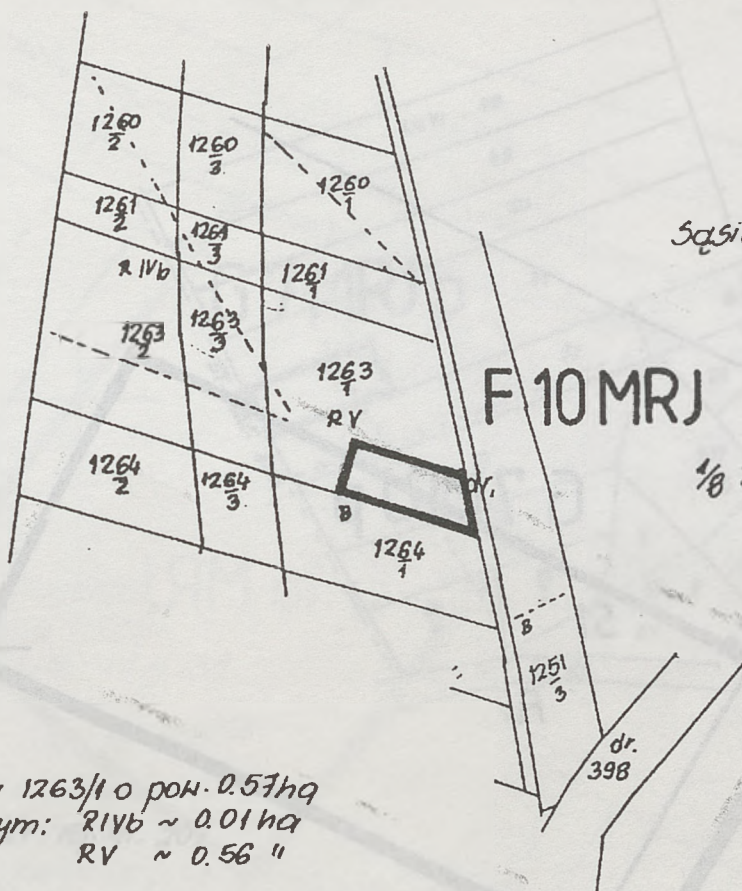 1260/2
1260/3
1260/1
1261/2
1261/3
1261/1
R IVb
1263/2
1263/3
1263/1
R V
F 10 MRJ
1264/2
1264/3
B
dr.
1/8
1264/1
B
1251/3
dr.
398
1263/1 o pow. 0.57ha
ym: RIVb ~ 0.01 ha
RV ~ 0.56 "